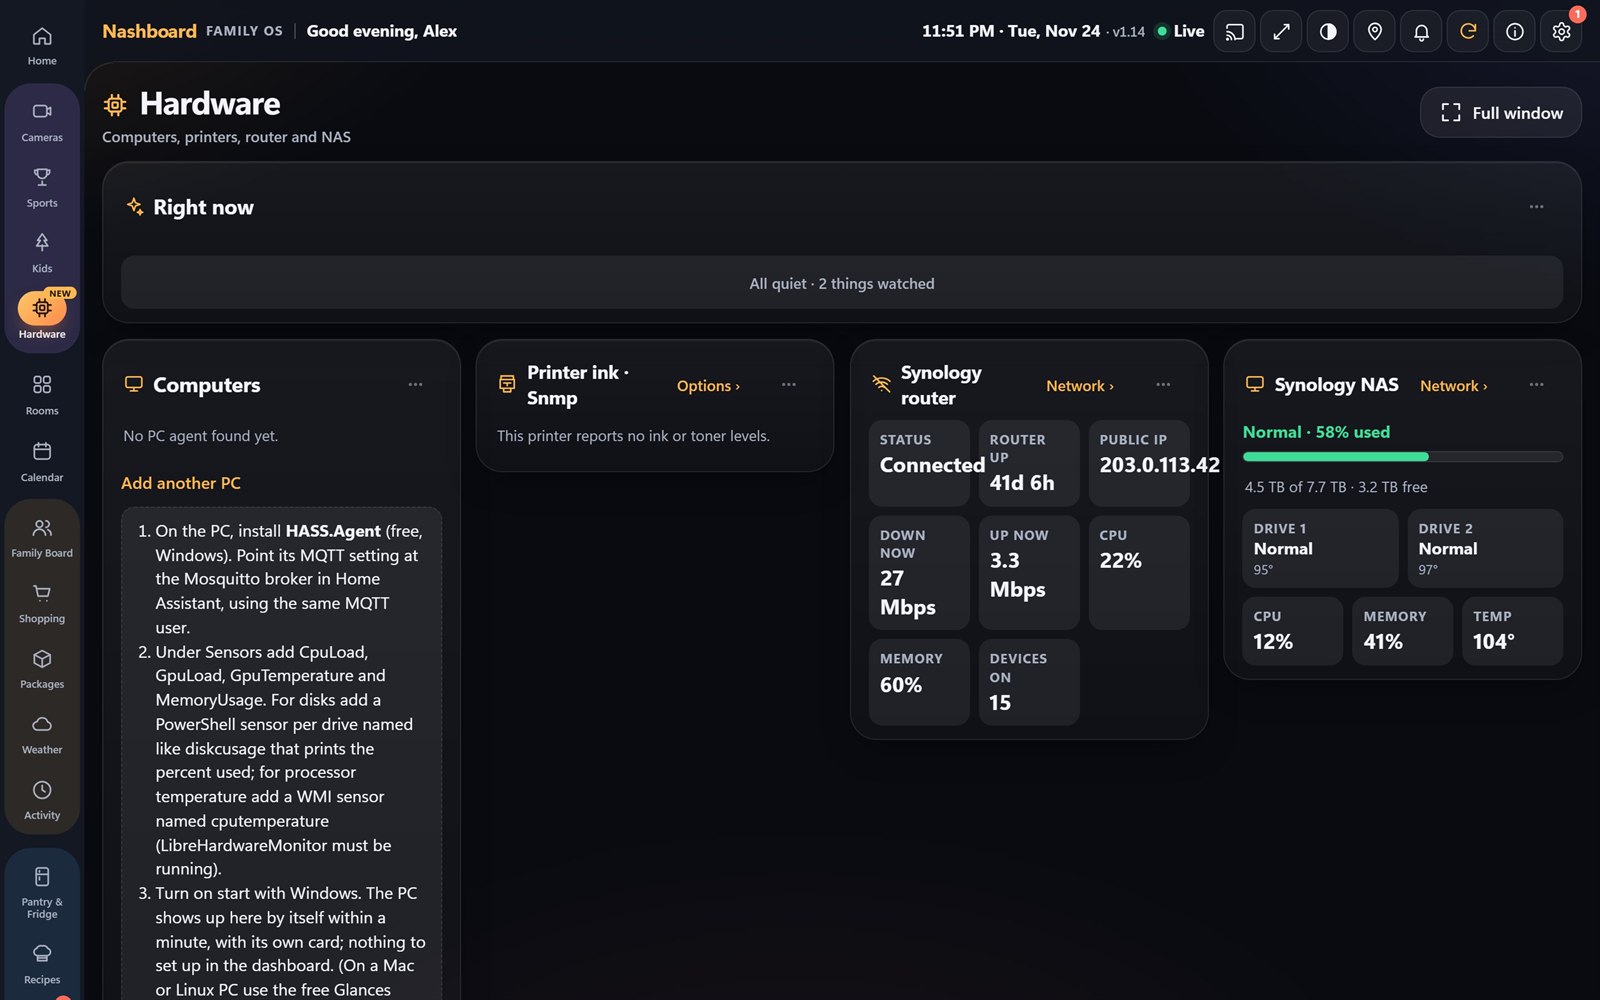 Nashboard FAMILY OS Good evening, Alex
11:51 PM · Tue, Nov 24 · v1.14 Live
1
Home
Cameras
Sports
Kids
NEW
Hardware
Rooms
Calendar
Family Board
Shopping
Packages
Weather
Activity
Pantry &
Fridge
Recipes
Hardware
Computers, printers, router and NAS
Full window
Right now
All quiet · 2 things watched
Computers
No PC agent found yet.
Add another PC
1. On the PC, install HASS.Agent (free,
Windows). Point its MQTT setting at
the Mosquitto broker in Home
Assistant, using the same MQTT
user.
2. Under Sensors add CpuLoad,
GpuLoad, GpuTemperature and
MemoryUsage. For disks add a
PowerShell sensor per drive named
like diskcusage that prints the
percent used; for processor
temperature add a WMI sensor
named cputemperature
(LibreHardwareMonitor must be
running).
3. Turn on start with Windows. The PC
shows up here by itself within a
minute, with its own card; nothing to
set up in the dashboard. (On a Mac
or Linux PC use the free Glances
Printer ink ·
Snmp
Options ›
This printer reports no ink or toner levels.
Synology
router
Network ›
STATUS
Connected
ROUTER
UP
41d 6h
PUBLIC IP
203.0.113.42
DOWN
NOW
27
Mbps
UP NOW
3.3
Mbps
CPU
22%
MEMORY
60%
DEVICES
ON
15
Synology NAS
Network ›
Normal · 58% used
4.5 TB of 7.7 TB · 3.2 TB free
DRIVE 1
Normal
95°
DRIVE 2
Normal
97°
CPU
12%
MEMORY
41%
TEMP
104°